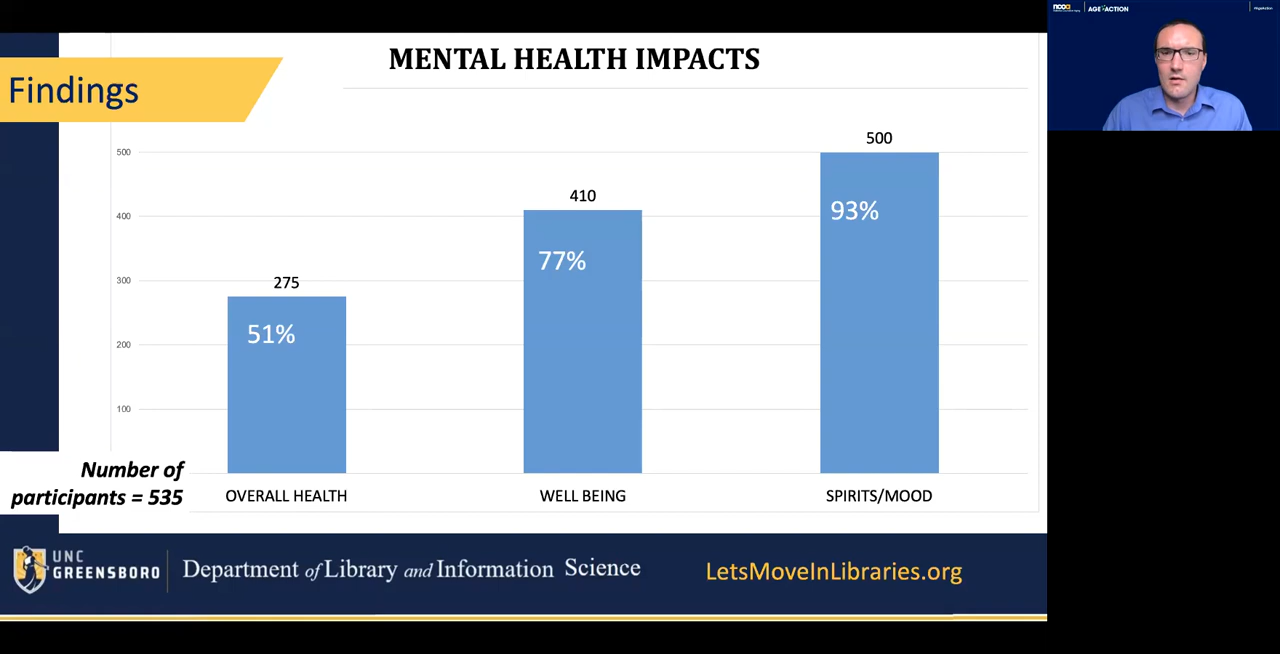 MENTAL HEALTH IMPACTS
Findings
500
400
300
200
100
275
410
500
51%
77%
93%
OVERALL HEALTH
WELL BEING
SPIRITS/MOOD
Number of
participants = 535
UNC
GREENSBORO
Department of Library and Information Science
LetsMoveInLibraries.org
ncoa
AGE+ACTION